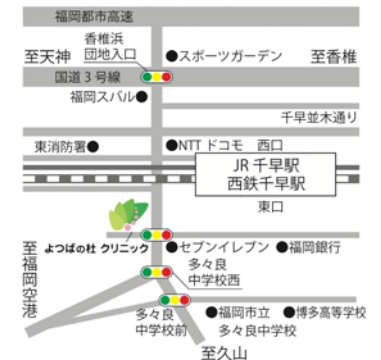 福岡都市高速
香椎浜
団地入口
至天神
●スポーツガーデン
至香椎
国道3号線
福岡スバル●
千早並木通り
東消防署●
●NTT ドコモ
西口
JR 千早駅
西鉄千早駅
東口
よつばの杜 クリニック
●セブンイレブン
●福岡銀行
至福岡空港
多々良
中学校西
多々良
中学校前
●福岡市立
多々良中学校
●博多高等学校
至久山